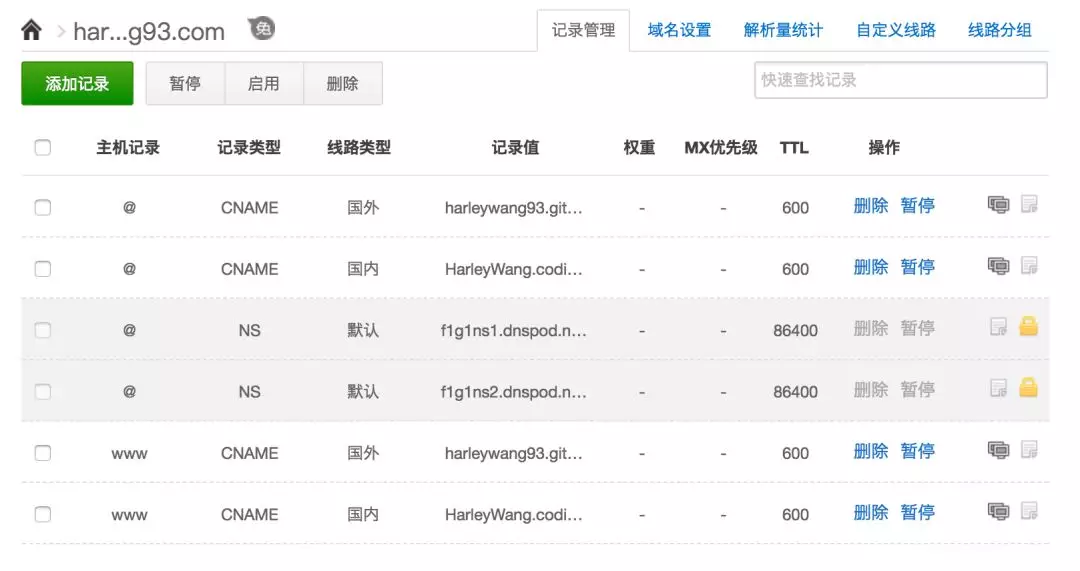 har...g93.com 免 记录管理 域名设置 解析量统计 自定义线路 线路分组
添加记录 暂停 启用 删除 快速查找记录
主机记录 记录类型 线路类型 记录值 权重 MX优先级 TTL 操作
@ CNAME 国外 harleywang93.git... - - 600 删除 暂停
@ CNAME 国内 HarleyWang.codi... - - 600 删除 暂停
@ NS 默认 f1g1ns1.dnspod.n... - - 86400 删除 暂停
@ NS 默认 f1g1ns2.dnspod.n... - - 86400 删除 暂停
www CNAME 国外 harleywang93.git... - - 600 删除 暂停
www CNAME 国内 HarleyWang.codi... - - 600 删除 暂停